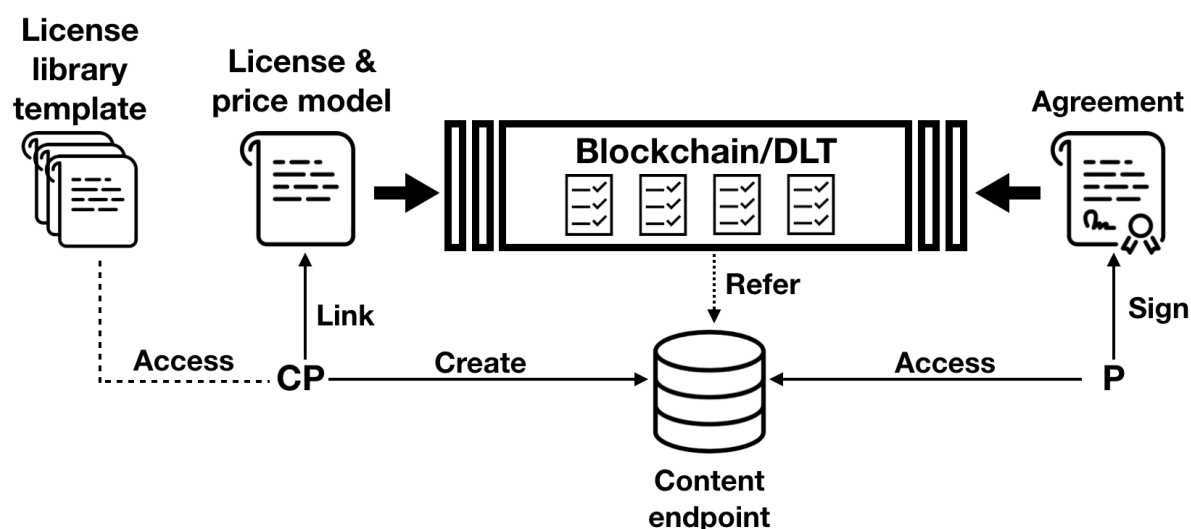 License
library
template
License &
price model
Blockchain/DLT
Agreement
Refer
Link
Sign
Access
CP
Create
Access
P
Content
endpoint